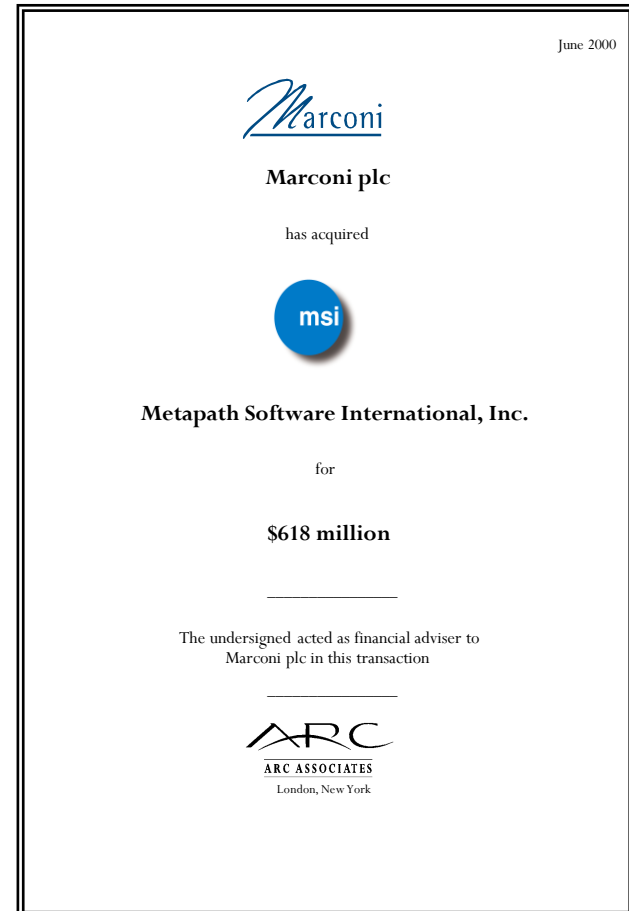 June 2000
Marconi
Marconi plc
has acquired
msi
Metapath Software International, Inc.
for
$618 million
The undersigned acted as financial adviser to
Marconi plc in this transaction
ARC
ARC ASSOCIATES
London, New York